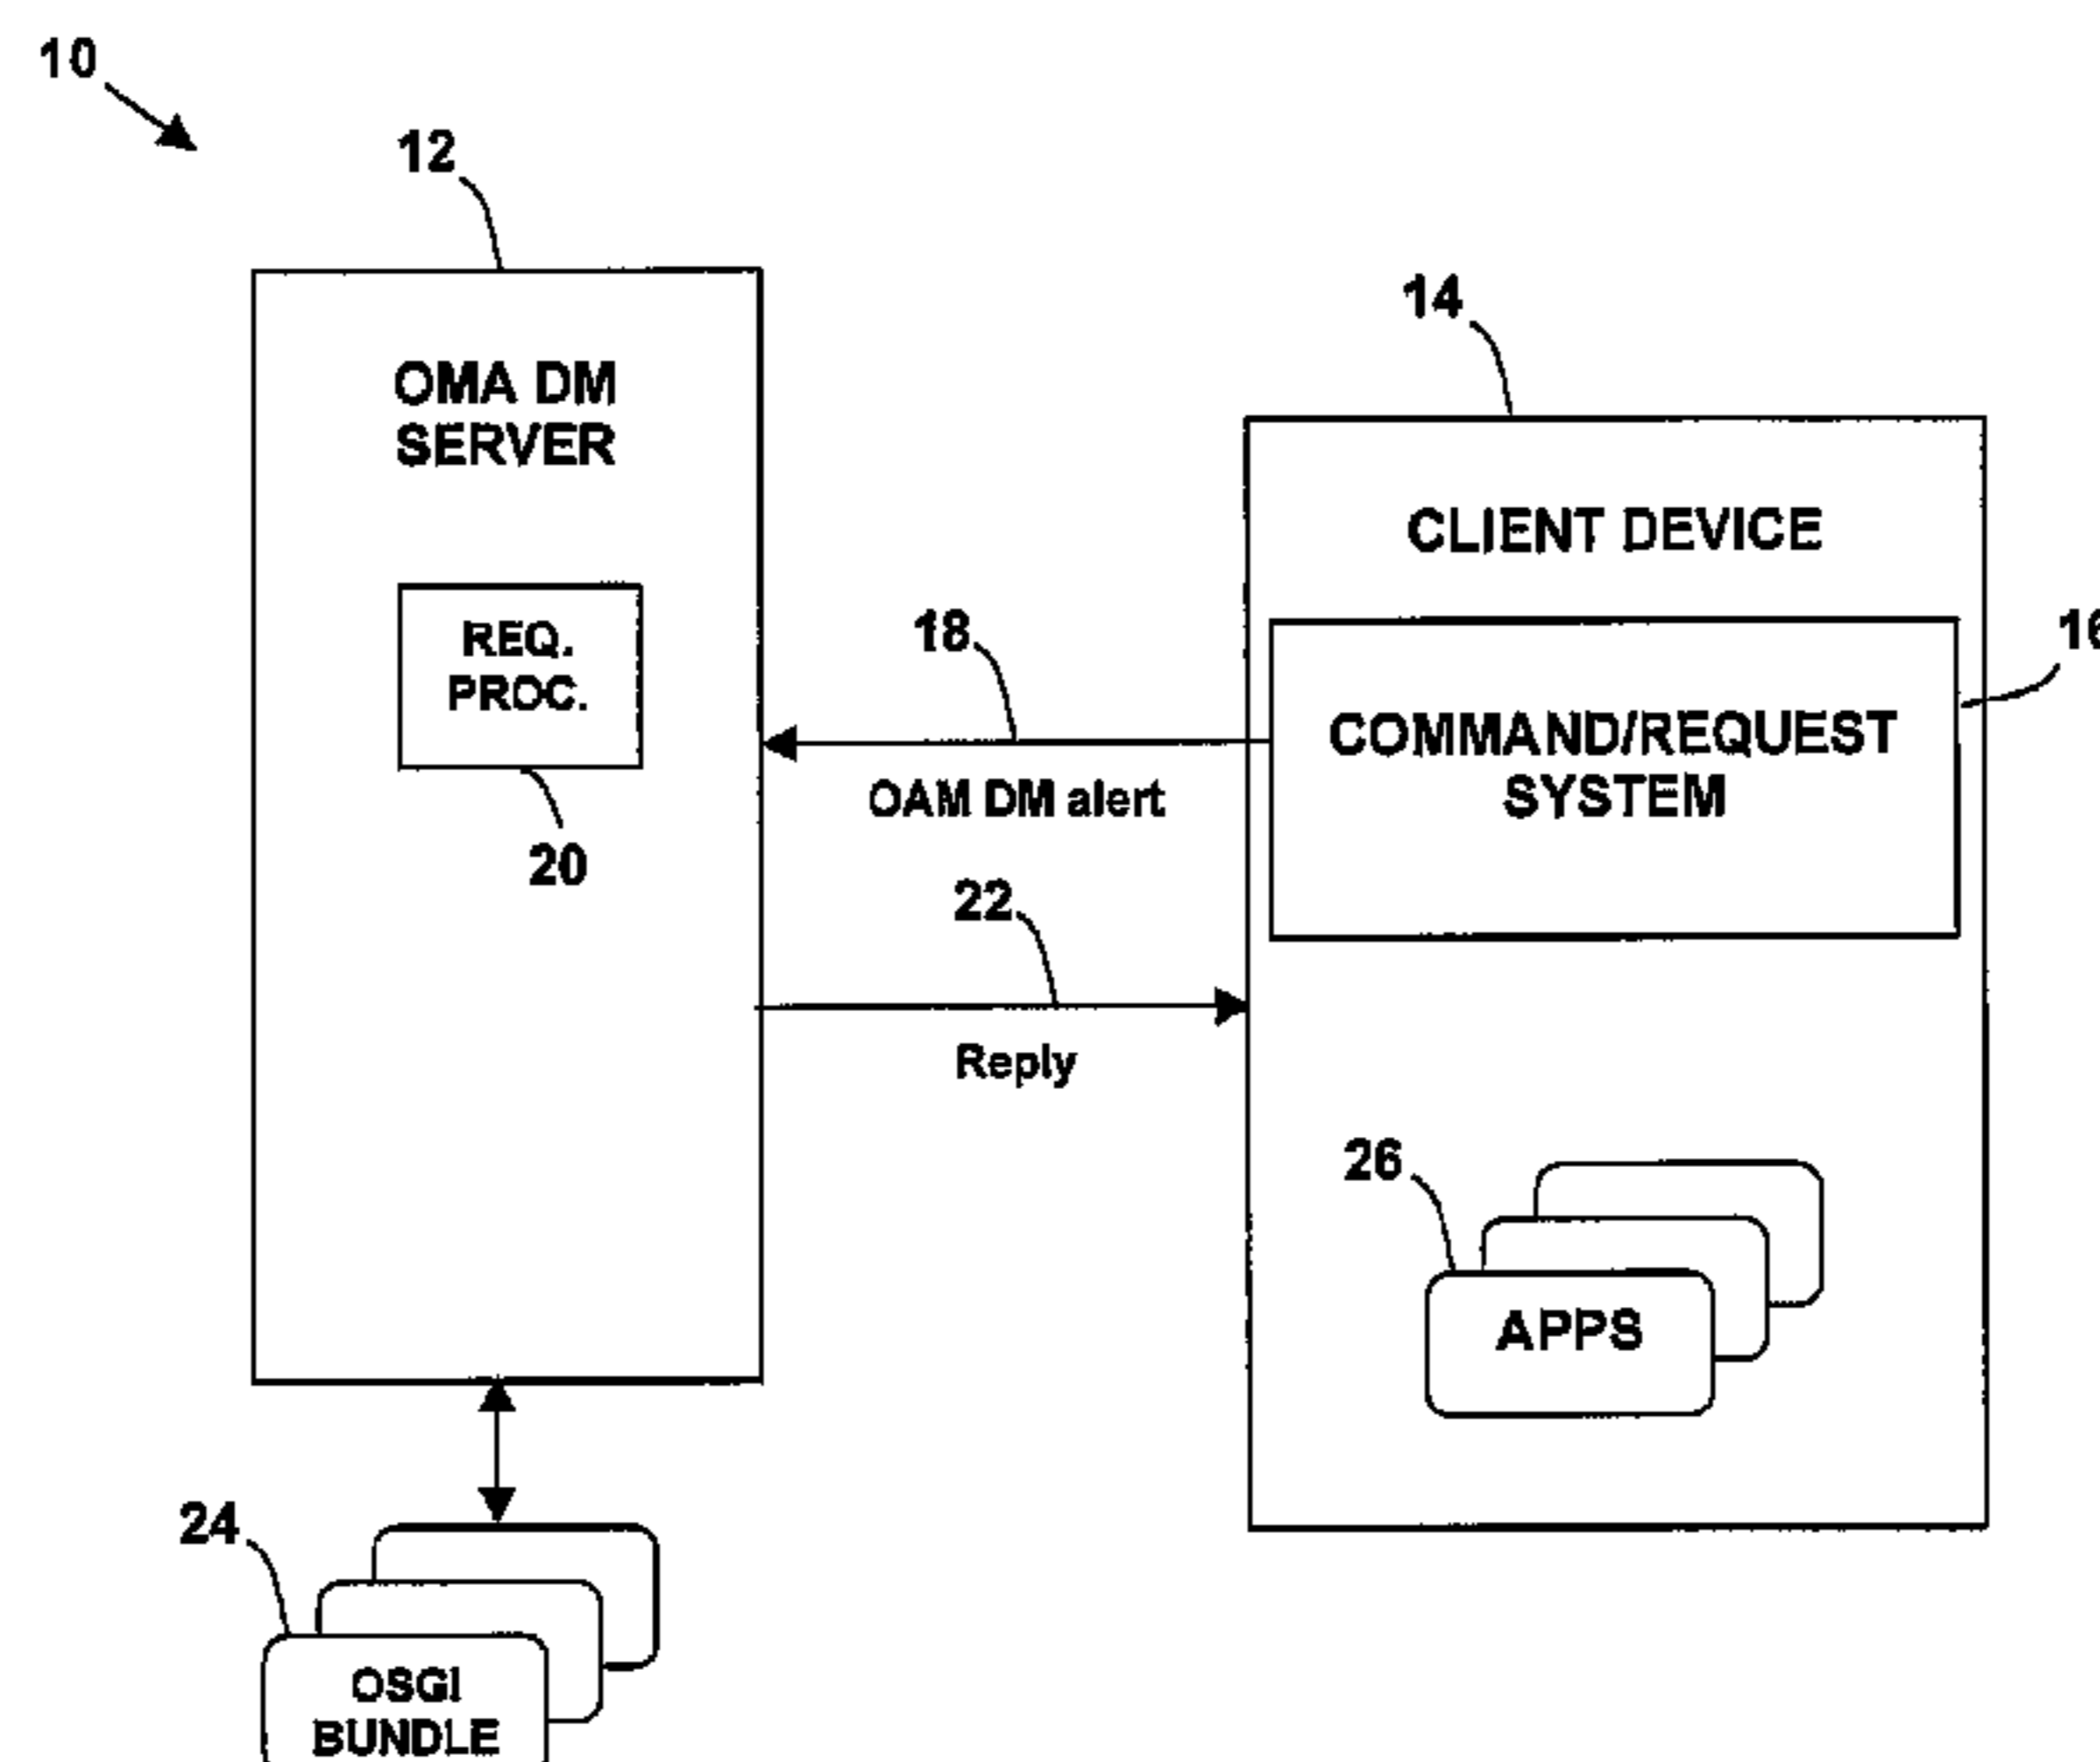 10
12
OMA DM
SERVER
14
CLIENT DEVICE
REQ.
PROC.
20
18
OAM DM alert
16
COMMAND/REQUEST
SYSTEM
22
Reply
26
APPS
24
OSGI
BUNDLE